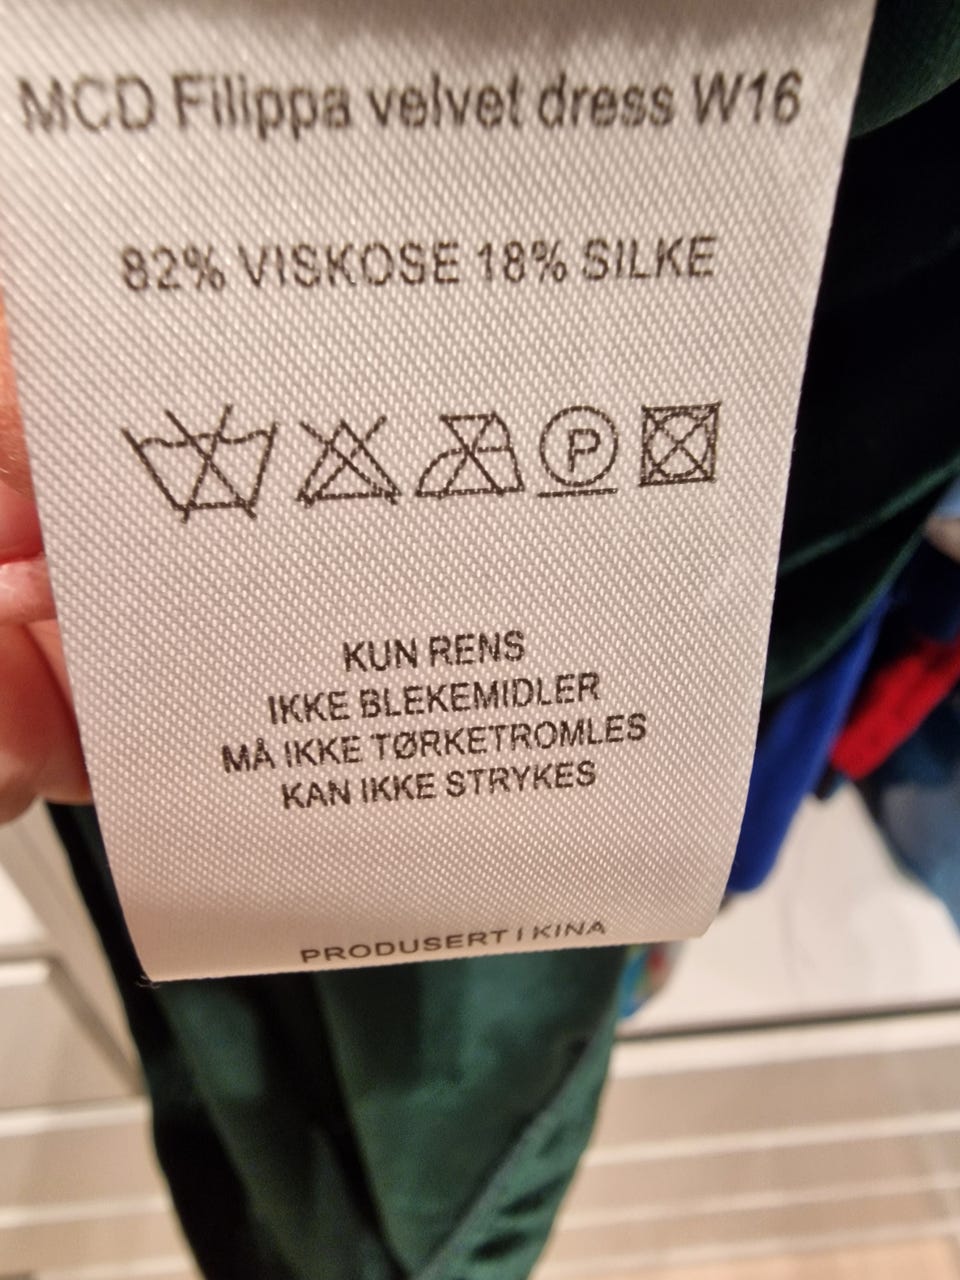 MCD Filippa velvet dress W16
82% VISKOSE 18% SILKE
P
KUN RENS
IKKE BLEKEMIDLER
MÅ IKKE TØRKETROMLES
KAN IKKE STRYKES
PRODUSERT I KINA